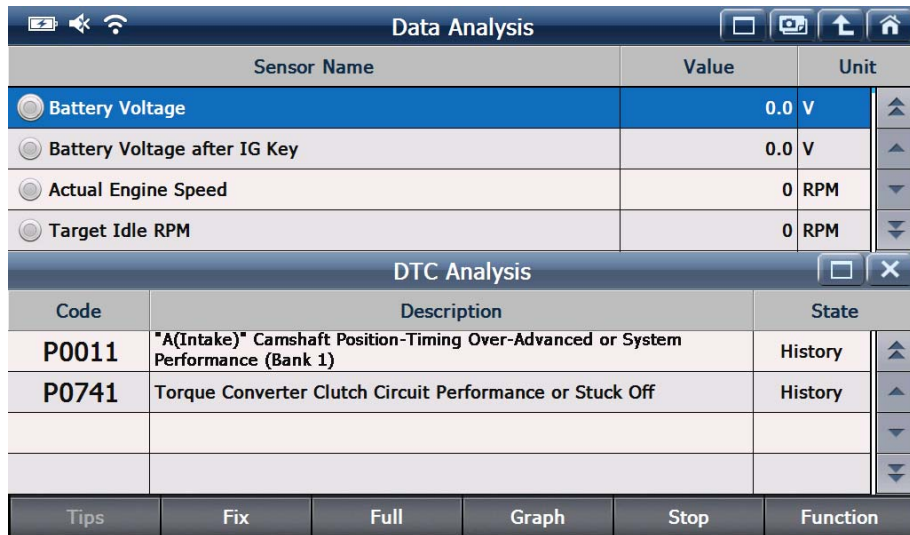 Data Analysis
Sensor Name Value Unit
Battery Voltage 0.0 V
Battery Voltage after IG Key 0.0 V
Actual Engine Speed 0 RPM
Target Idle RPM 0 RPM
DTC Analysis
Code Description State
P0011 "A(Intake)" Camshaft Position-Timing Over-Advanced or System
Performance (Bank 1) History
P0741 Torque Converter Clutch Circuit Performance or Stuck Off History
Tips Fix Full Graph Stop Function